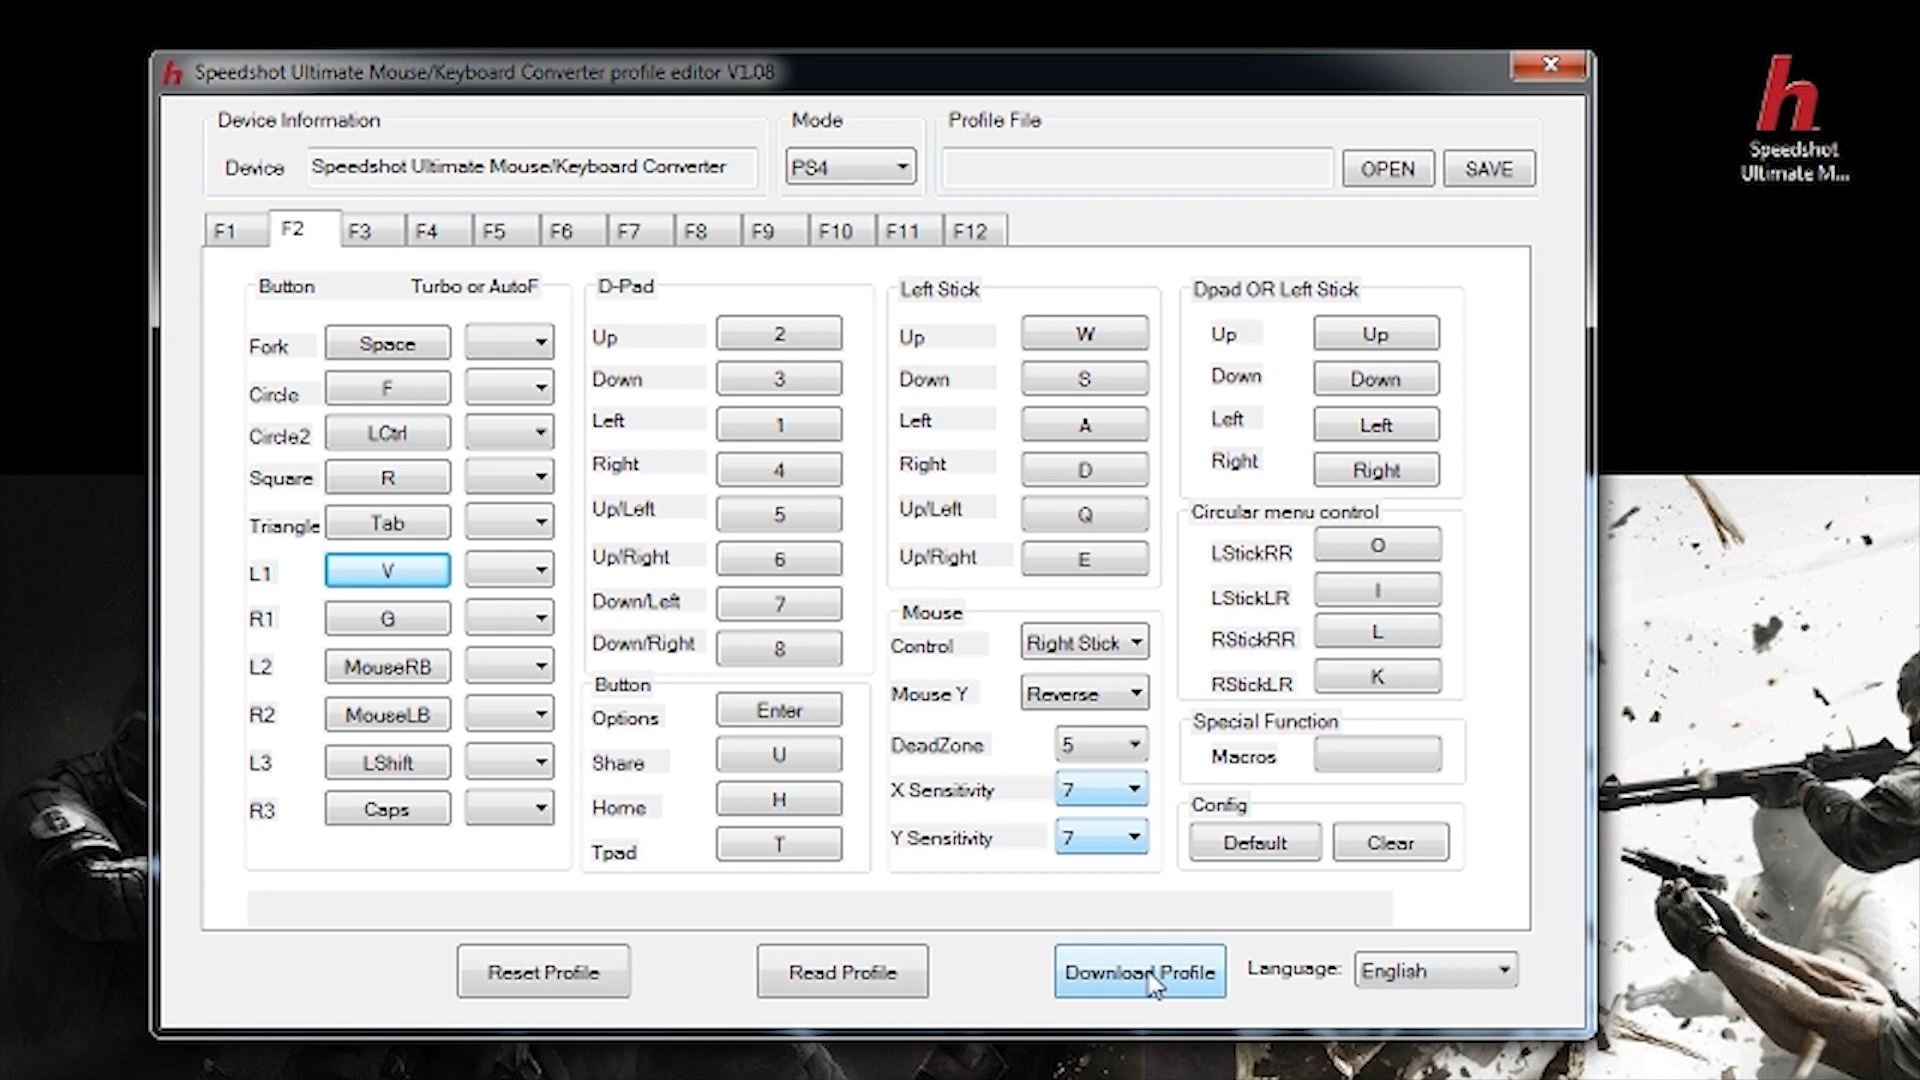 h Speedshot Ultimate Mouse/Keyboard Converter profile editor V1.08
h
Speedshot
Ultimate M...
Device Information
Device Speedshot Ultimate Mouse/Keyboard Converter
Mode
PS4
Profile File
OPEN SAVE
F1 F2 F3 F4 F5 F6 F7 F8 F9 F10 F11 F12
Button Turbo or AutoF
Fork Space
Circle F
Circle2 LCtrl
Square R
Triangle Tab
L1 V
R1 G
L2 MouseRB
R2 MouseLB
L3 LShift
R3 Caps
D-Pad
Up 2
Down 3
Left 1
Right 4
Up/Left 5
Up/Right 6
Down/Left 7
Down/Right 8
Button
Options Enter
Share U
Home H
Tpad T
Left Stick
Up W
Down S
Left A
Right D
Up/Left Q
Up/Right E
Mouse
Control Right Stick
Mouse Y Reverse
DeadZone 5
X Sensitivity 7
Y Sensitivity 7
Dpad OR Left Stick
Up Up
Down Down
Left Left
Right Right
Circular menu control
LStickRR O
LStickLR I
RStickRR L
RStickLR K
Special Function
Macros
Config
Default Clear
Reset Profile Read Profile Download Profile Language: English